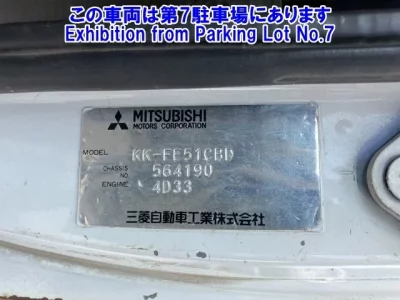 この車両は第7駐車場にあります
Exhibition from Parking Lot No.7
MITSUBISHI
MOTORS CORPORATION
MODEL KK-FE51CBD
CHASSIS NO. 564190
ENGINE 4D33
三菱自動車工業株式会社